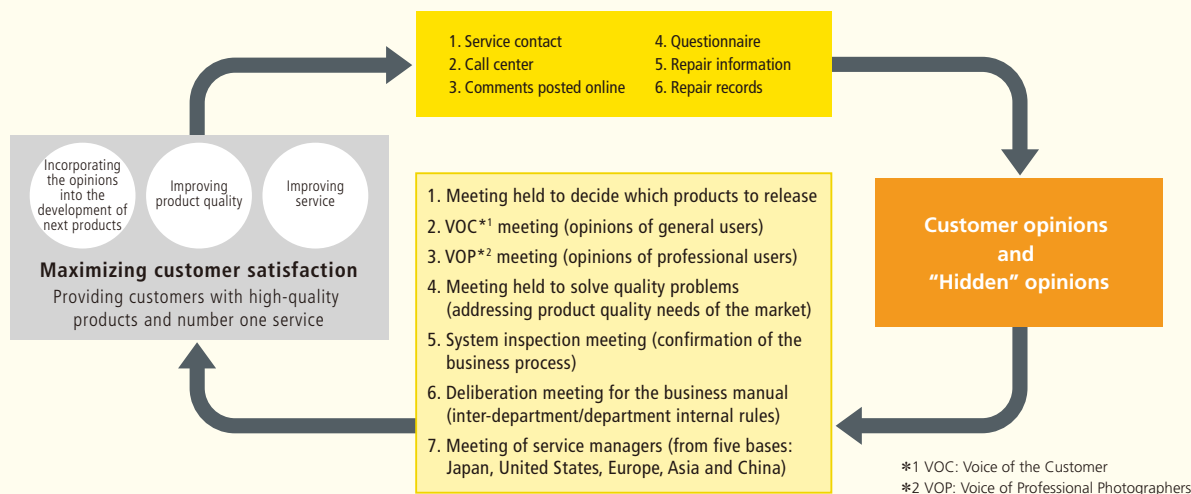 1. Service contact
2. Call center
3. Comments posted online
4. Questionnaire
5. Repair information
6. Repair records
Incorporating
the opinions
into the
development of
next products
Improving
product quality
Improving
service
Maximizing customer satisfaction
Providing customers with high-quality
products and number one service
1. Meeting held to decide which products to release
2. VOC*1 meeting (opinions of general users)
3. VOP*2 meeting (opinions of professional users)
4. Meeting held to solve quality problems
(addressing product quality needs of the market)
5. System inspection meeting (confirmation of the
business process)
6. Deliberation meeting for the business manual
(inter-department/department internal rules)
7. Meeting of service managers (from five bases:
Japan, United States, Europe, Asia and China)
Customer opinions
and
“Hidden” opinions
*1 VOC: Voice of the Customer
*2 VOP: Voice of Professional Photographers